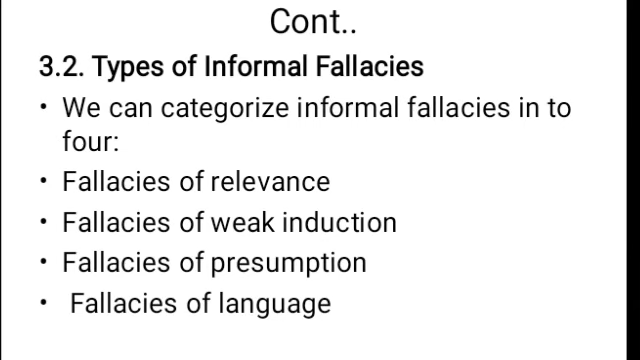 Cont..
3.2. Types of Informal Fallacies
• We can categorize informal fallacies in to
four:
• Fallacies of relevance
• Fallacies of weak induction
• Fallacies of presumption
• Fallacies of language